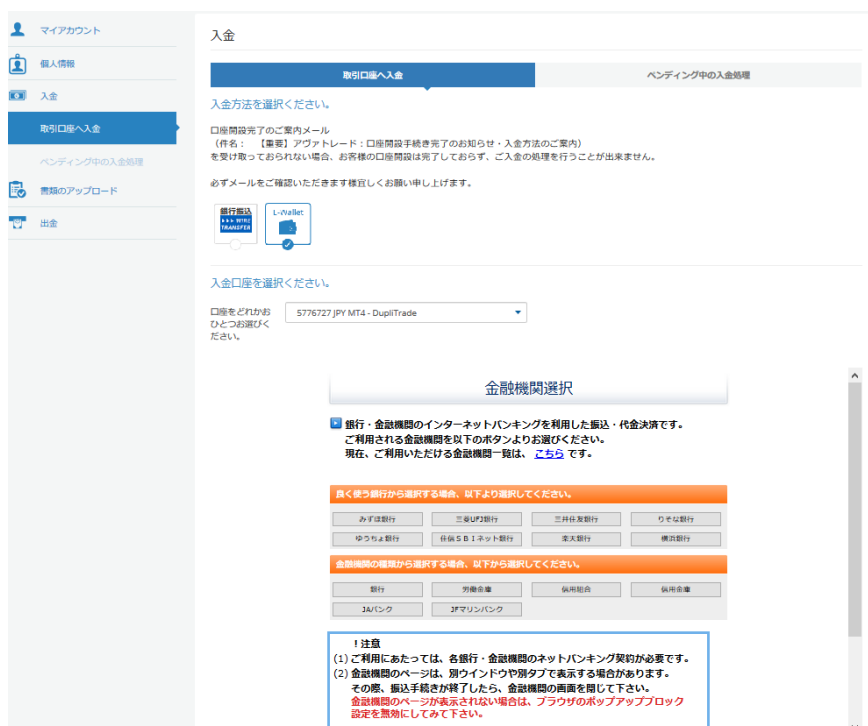 マイアカウント
個人情報
入金
取引口座へ入金
ペンディング中の入金処理
書類のアップロード
出金
入金
取引口座へ入金
ペンディング中の入金処理
入金方法を選択ください。
口座開設完了のご案内メール
(件名: 【重要】アヴァトレード:口座開設手続き完了のお知らせ・入金方法のご案内)
を受け取っておられない場合、お客様の口座開設は完了しておらず、ご入金の処理を行うことが出来ません。
必ずメールをご確認いただきます様宜しくお願い申し上げます。
銀行振込
WIRE
TRANSFER
L-Wallet
入金口座を選択ください。
口座をどれかお
ひとつお選びく
ださい。
5776727 JPY MT4 - DupliTrade
金融機関選択
銀行・金融機関のインターネットバンキングを利用した振込・代金決済です。
ご利用される金融機関を以下のボタンよりお選びください。
現在、ご利用いただける金融機関一覧は、 こちら です。
良く使う銀行から選択する場合、以下より選択してください。
みずほ銀行 三菱UFJ銀行 三井住友銀行 りそな銀行
ゆうちょ銀行 住信SBIネット銀行 楽天銀行 横浜銀行
金融機関の種類から選択する場合、以下から選択してください。
銀行 労働金庫 信用組合 信用金庫
JAバンク JFマリンバンク
!注意
(1) ご利用にあたっては、各銀行・金融機関のネットバンキング契約が必要です。
(2) 金融機関のページは、別ウインドウや別タブで表示する場合があります。
その際、振込手続きが終了したら、金融機関の画面を閉じて下さい。
金融機関のページが表示されない場合は、ブラウザのポップアップブロック
設定を無効にしてみて下さい。